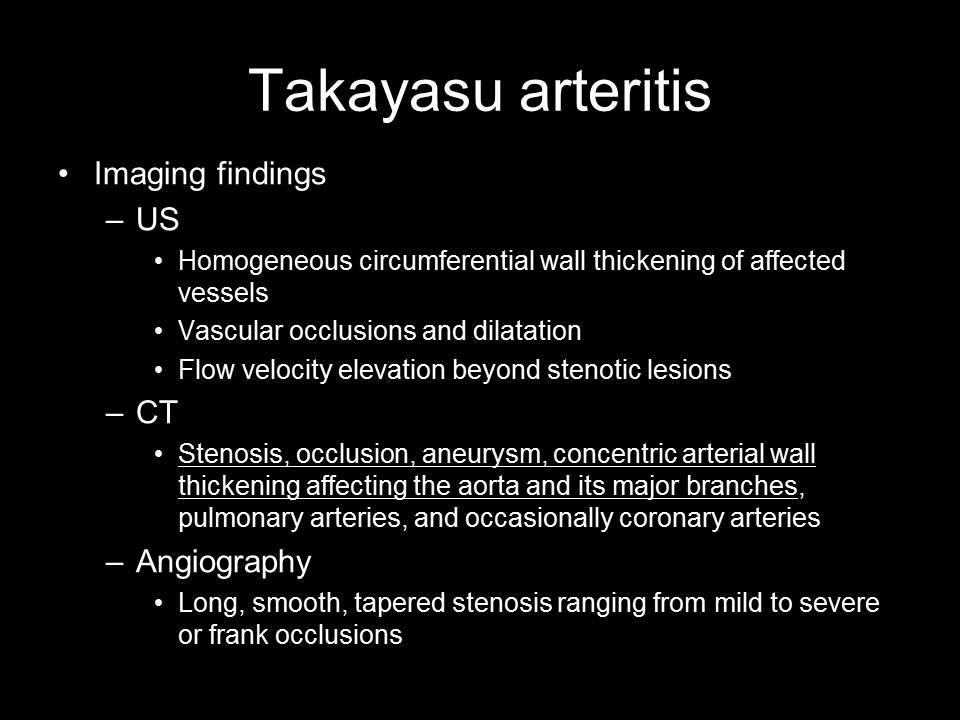 Takayasu arteritis
• Imaging findings
– US
• Homogeneous circumferential wall thickening of affected
vessels
• Vascular occlusions and dilatation
• Flow velocity elevation beyond stenotic lesions
– CT
• Stenosis, occlusion, aneurysm, concentric arterial wall
thickening affecting the aorta and its major branches,
pulmonary arteries, and occasionally coronary arteries
– Angiography
• Long, smooth, tapered stenosis ranging from mild to severe
or frank occlusions